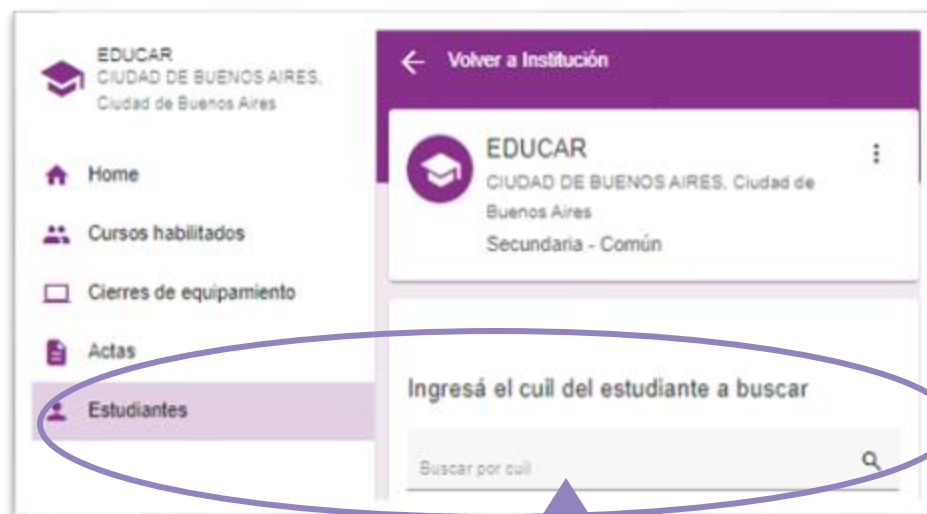 EDUCAR
CIUDAD DE BUENOS AIRES,
Ciudad de Buenos Aires
Home
Cursos habilitados
Cierres de equipamiento
Actas
Estudiantes
Volver a Institución
EDUCAR
CIUDAD DE BUENOS AIRES, Ciudad de
Buenos Aires
Secundaria - Común
Ingresá el cuil del estudiante a buscar
Buscar por cuil